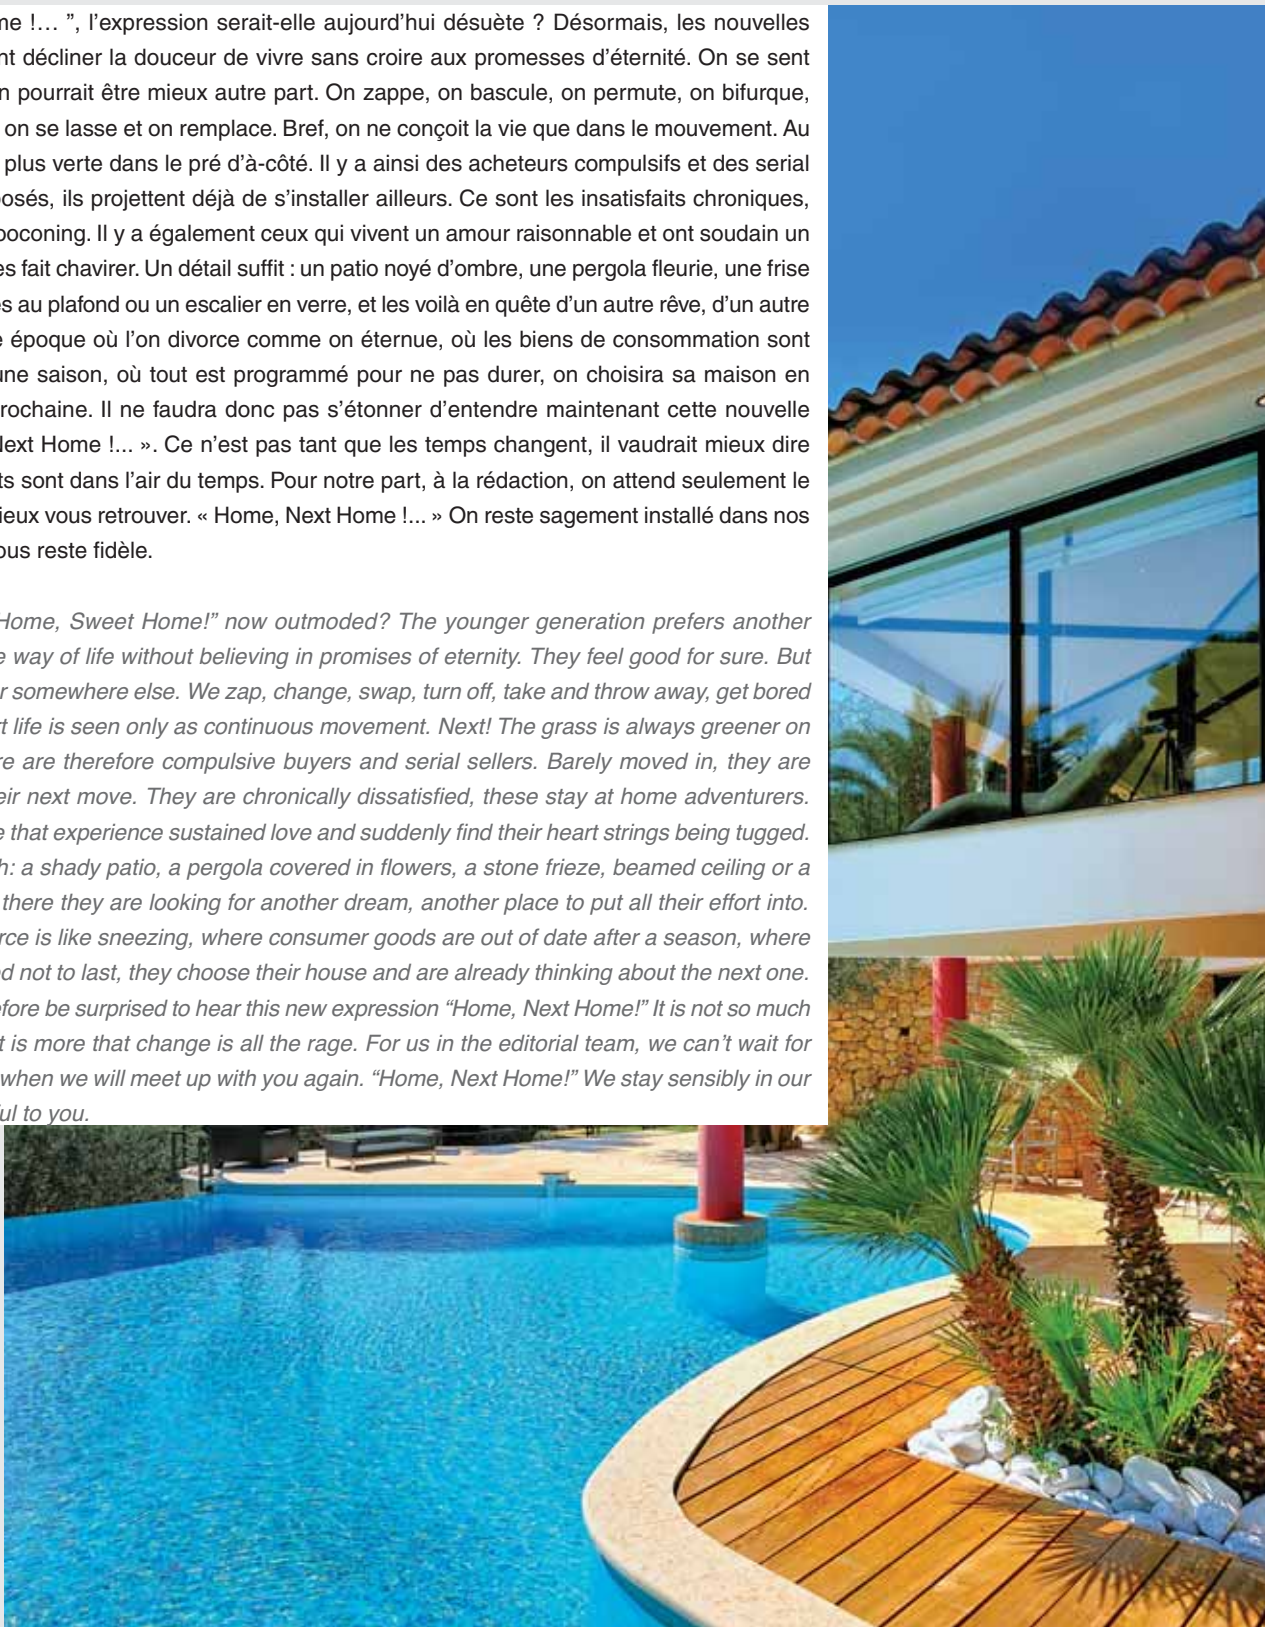 me !… ”, l’expression serait-elle aujourd’hui désuète ? Désormais, les nouvelles
nt décliner la douceur de vivre sans croire aux promesses d’éternité. On se sent
n pourrait être mieux autre part. On zappe, on bascule, on permute, on bifurque,
on se lasse et on remplace. Bref, on ne conçoit la vie que dans le mouvement. Au
plus verte dans le pré d’à-côté. Il y a ainsi des acheteurs compulsifs et des serial
osés, ils projettent déjà de s’installer ailleurs. Ce sont les insatisfaits chroniques,
ooconing. Il y a également ceux qui vivent un amour raisonnable et ont soudain un
es fait chavirer. Un détail suffit : un patio noyé d’ombre, une pergola fleurie, une frise
s au plafond ou un escalier en verre, et les voilà en quête d’un autre rêve, d’un autre
e époque où l’on divorce comme on éternue, où les biens de consommation sont
une saison, où tout est programmé pour ne pas durer, on choisira sa maison en
rochaine. Il ne faudra donc pas s’étonner d’entendre maintenant cette nouvelle
Next Home !... ». Ce n’est pas tant que les temps changent, il vaudrait mieux dire
ts sont dans l’air du temps. Pour notre part, à la rédaction, on attend seulement le
ieux vous retrouver. « Home, Next Home !... » On reste sagement installé dans nos
ous reste fidèle.
Home, Sweet Home!” now outmoded? The younger generation prefers another
e way of life without believing in promises of eternity. They feel good for sure. But
r somewhere else. We zap, change, swap, turn off, take and throw away, get bored
rt life is seen only as continuous movement. Next! The grass is always greener on
re are therefore compulsive buyers and serial sellers. Barely moved in, they are
eir next move. They are chronically dissatisfied, these stay at home adventurers.
e that experience sustained love and suddenly find their heart strings being tugged.
h: a shady patio, a pergola covered in flowers, a stone frieze, beamed ceiling or a
there they are looking for another dream, another place to put all their effort into.
rce is like sneezing, where consumer goods are out of date after a season, where
ed not to last, they choose their house and are already thinking about the next one.
efore be surprised to hear this new expression “Home, Next Home!” It is not so much
t is more that change is all the rage. For us in the editorial team, we can’t wait for
when we will meet up with you again. “Home, Next Home!” We stay sensibly in our
ul to you.